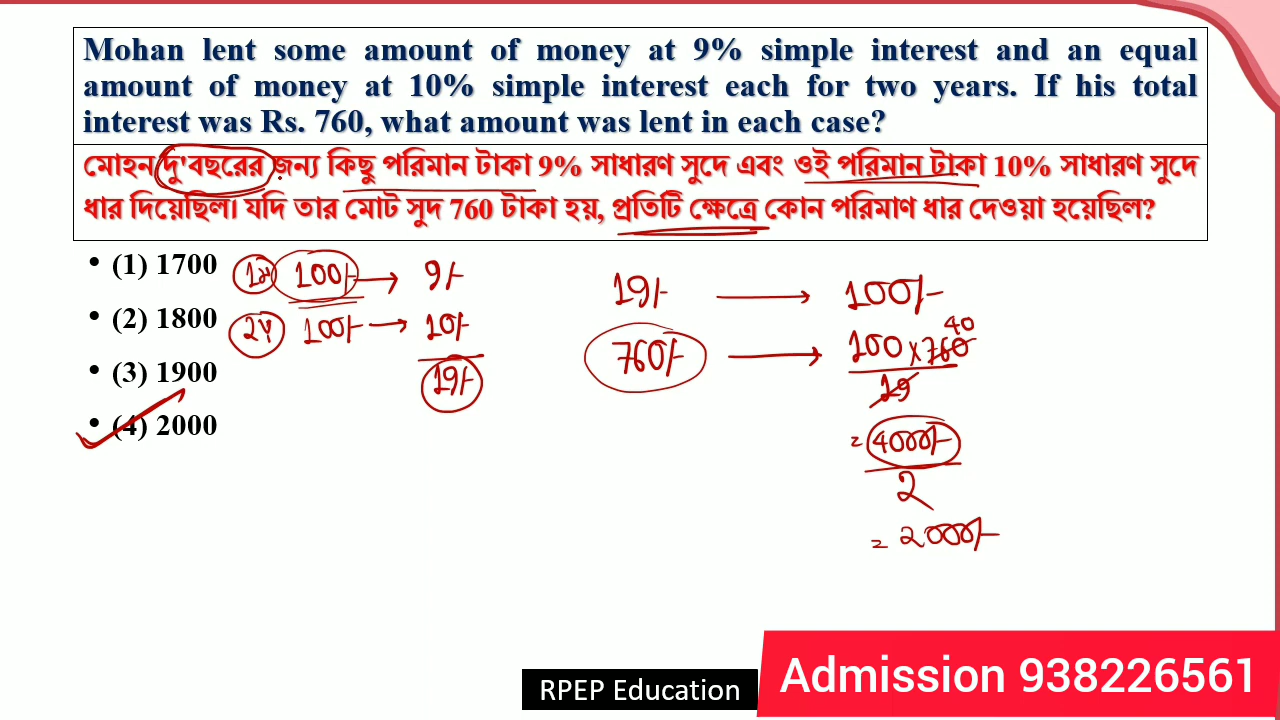 Mohan lent some amount of money at 9% simple interest and an equal
amount of money at 10% simple interest each for two years. If his total
interest was Rs. 760, what amount was lent in each case?
মোহন দু'বছরের জন্য কিছু পরিমান টাকা 9% সাধারণ সুদে এবং ওই পরিমান টাকা 10% সাধারণ সুদে
ধার দিয়েছিল। যদি তার মোট সুদ 760 টাকা হয়, প্রতিটি ক্ষেত্রে কোন পরিমাণ ধার দেওয়া হয়েছিল?
• (1) 1700
• (2) 1800
• (3) 1900
• (4) 2000
100/- → 9/-
100/- → 10/-
19/-
19/- → 100/-
760/- → 100 × 760
40
19
= 4000/-
2
= 2000/-
RPEP Education
Admission 938226561